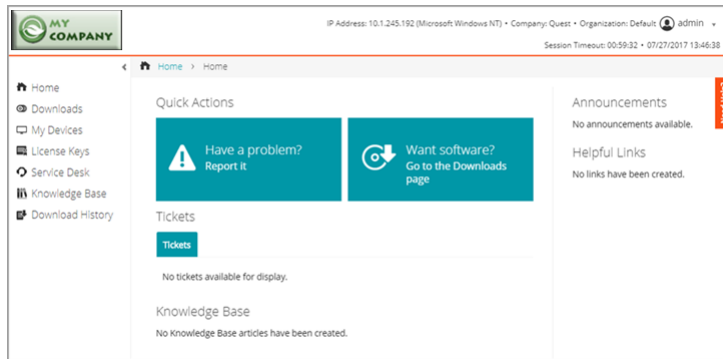 MY
COMPANY
IP Address: 10.1.245.192 (Microsoft Windows NT) • Company: Quest • Organization: Default admin
Session Timeout: 00:59:32 • 07/27/2017 13:46:38
Home > Home
Home
Downloads
My Devices
License Keys
Service Desk
Knowledge Base
Download History
Quick Actions
Have a problem?
Report it
Want software?
Go to the Downloads
page
Tickets
Tickets
No tickets available for display.
Knowledge Base
No Knowledge Base articles have been created.
Announcements
No announcements available.
Helpful Links
No links have been created.